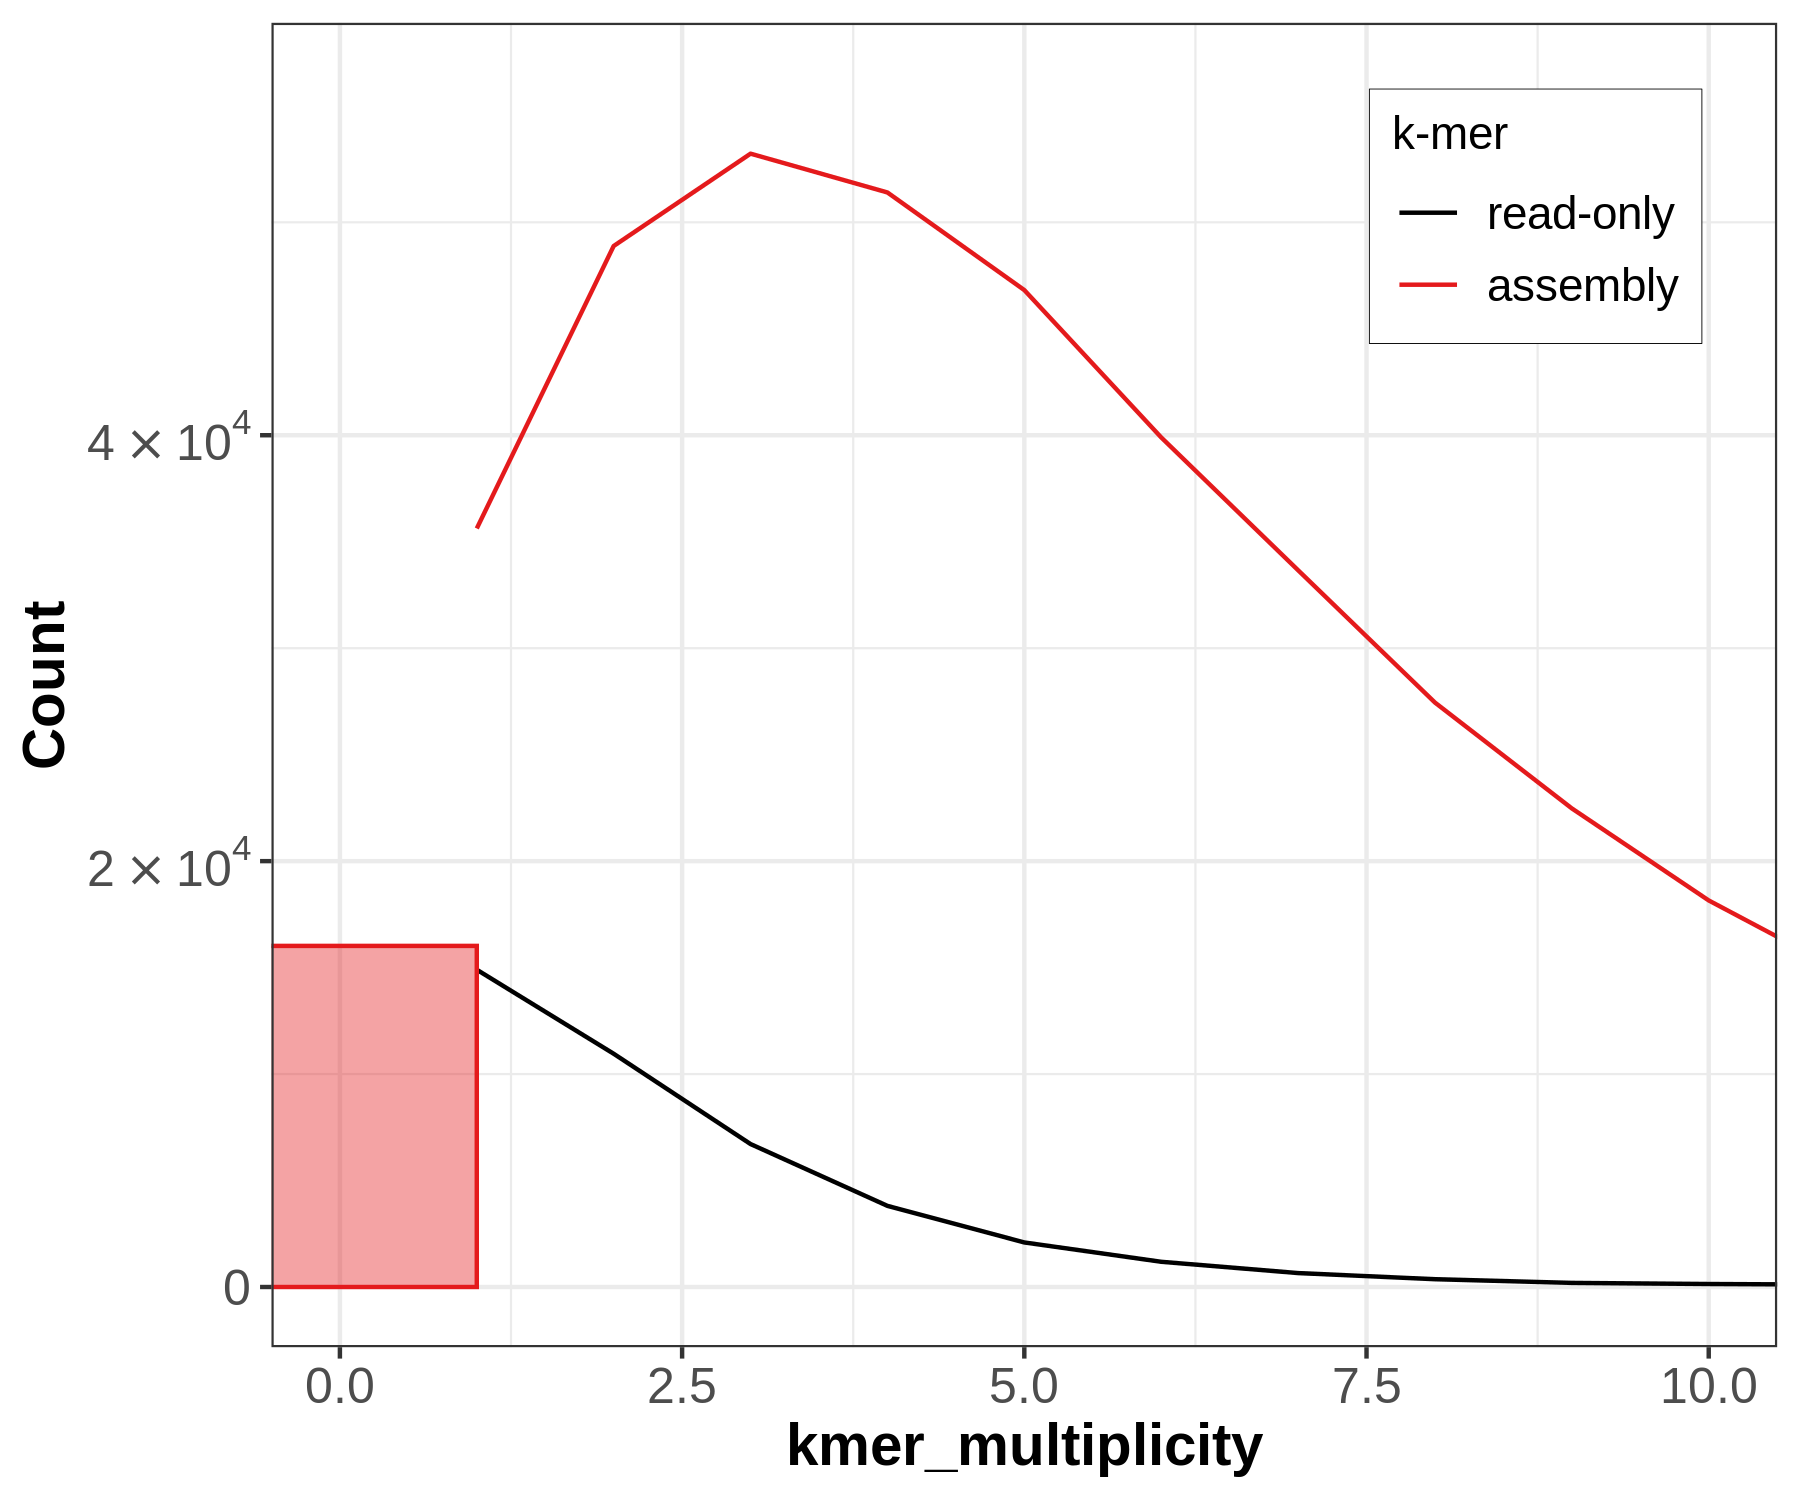 k-mer
read-only
assembly
Count
4 × 10⁴
2 × 10⁴
0
0.0 2.5 5.0 7.5 10.0
kmer_multiplicity